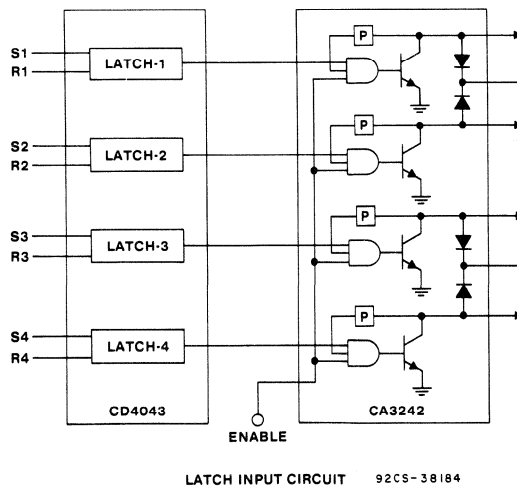 P
S1
R1
LATCH-1
P
S2
R2
LATCH-2
P
S3
R3
LATCH-3
P
S4
R4
LATCH-4
CD4043
CA3242
ENABLE
LATCH INPUT CIRCUIT 92CS-38184